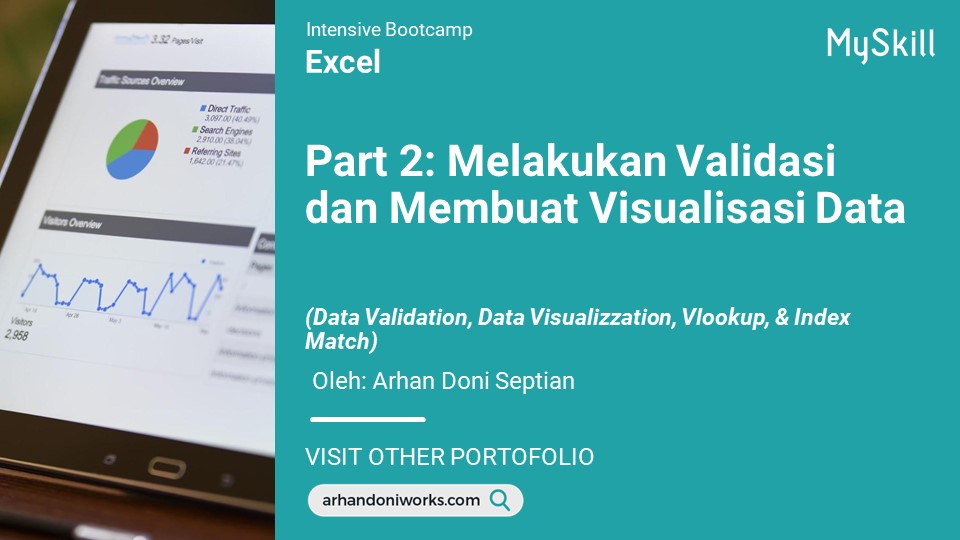 Intensive Bootcamp
Excel
MySkill
Part 2: Melakukan Validasi
dan Membuat Visualisasi Data
(Data Validation, Data Visualizzation, Vlookup, & Index
Match)
Oleh: Arhan Doni Septian
VISIT OTHER PORTOFOLIO
arhandoniworks.com
3.32 Pages/Visit
Traffic Sources Overview
Direct Traffic
3,097.00 (40.49%)
Search Engines
2,910.00 (38.04%)
Referring Sites
1,642.00 (21.47%)
Visitors Overview
Visitors
2,958